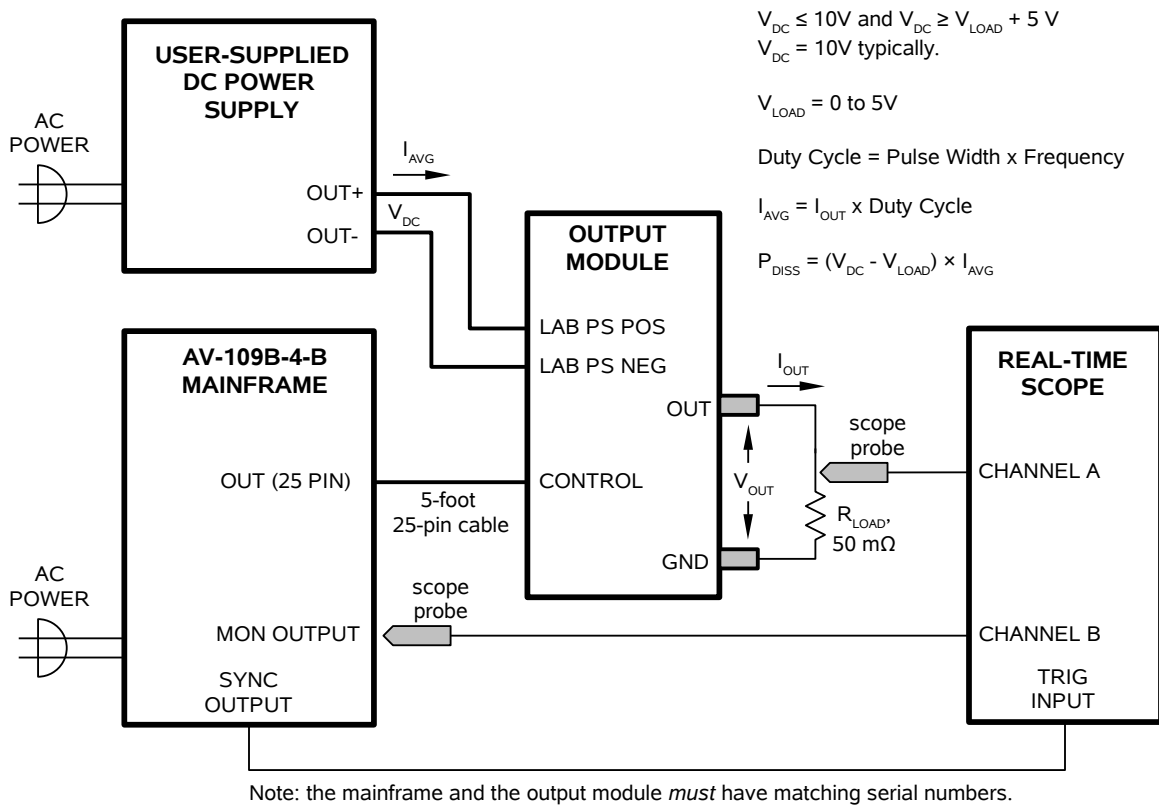 V_DC ≤ 10V and V_DC ≥ V_LOAD + 5 V
V_DC = 10V typically.
V_LOAD = 0 to 5V
Duty Cycle = Pulse Width x Frequency
I_AVG = I_OUT x Duty Cycle
P_DISS = (V_DC - V_LOAD) × I_AVG
USER-SUPPLIED
DC POWER
SUPPLY
AC
POWER
OUT+
OUT-
I_AVG
V_DC
OUTPUT
MODULE
LAB PS POS
LAB PS NEG
OUT
CONTROL
GND
AV-109B-4-B
MAINFRAME
OUT (25 PIN)
5-foot
25-pin cable
AC
POWER
MON OUTPUT
SYNC
OUTPUT
scope
probe
I_OUT
V_OUT
scope
probe
R_LOAD,
50 mΩ
REAL-TIME
SCOPE
CHANNEL A
CHANNEL B
TRIG
INPUT
Note: the mainframe and the output module must have matching serial numbers.